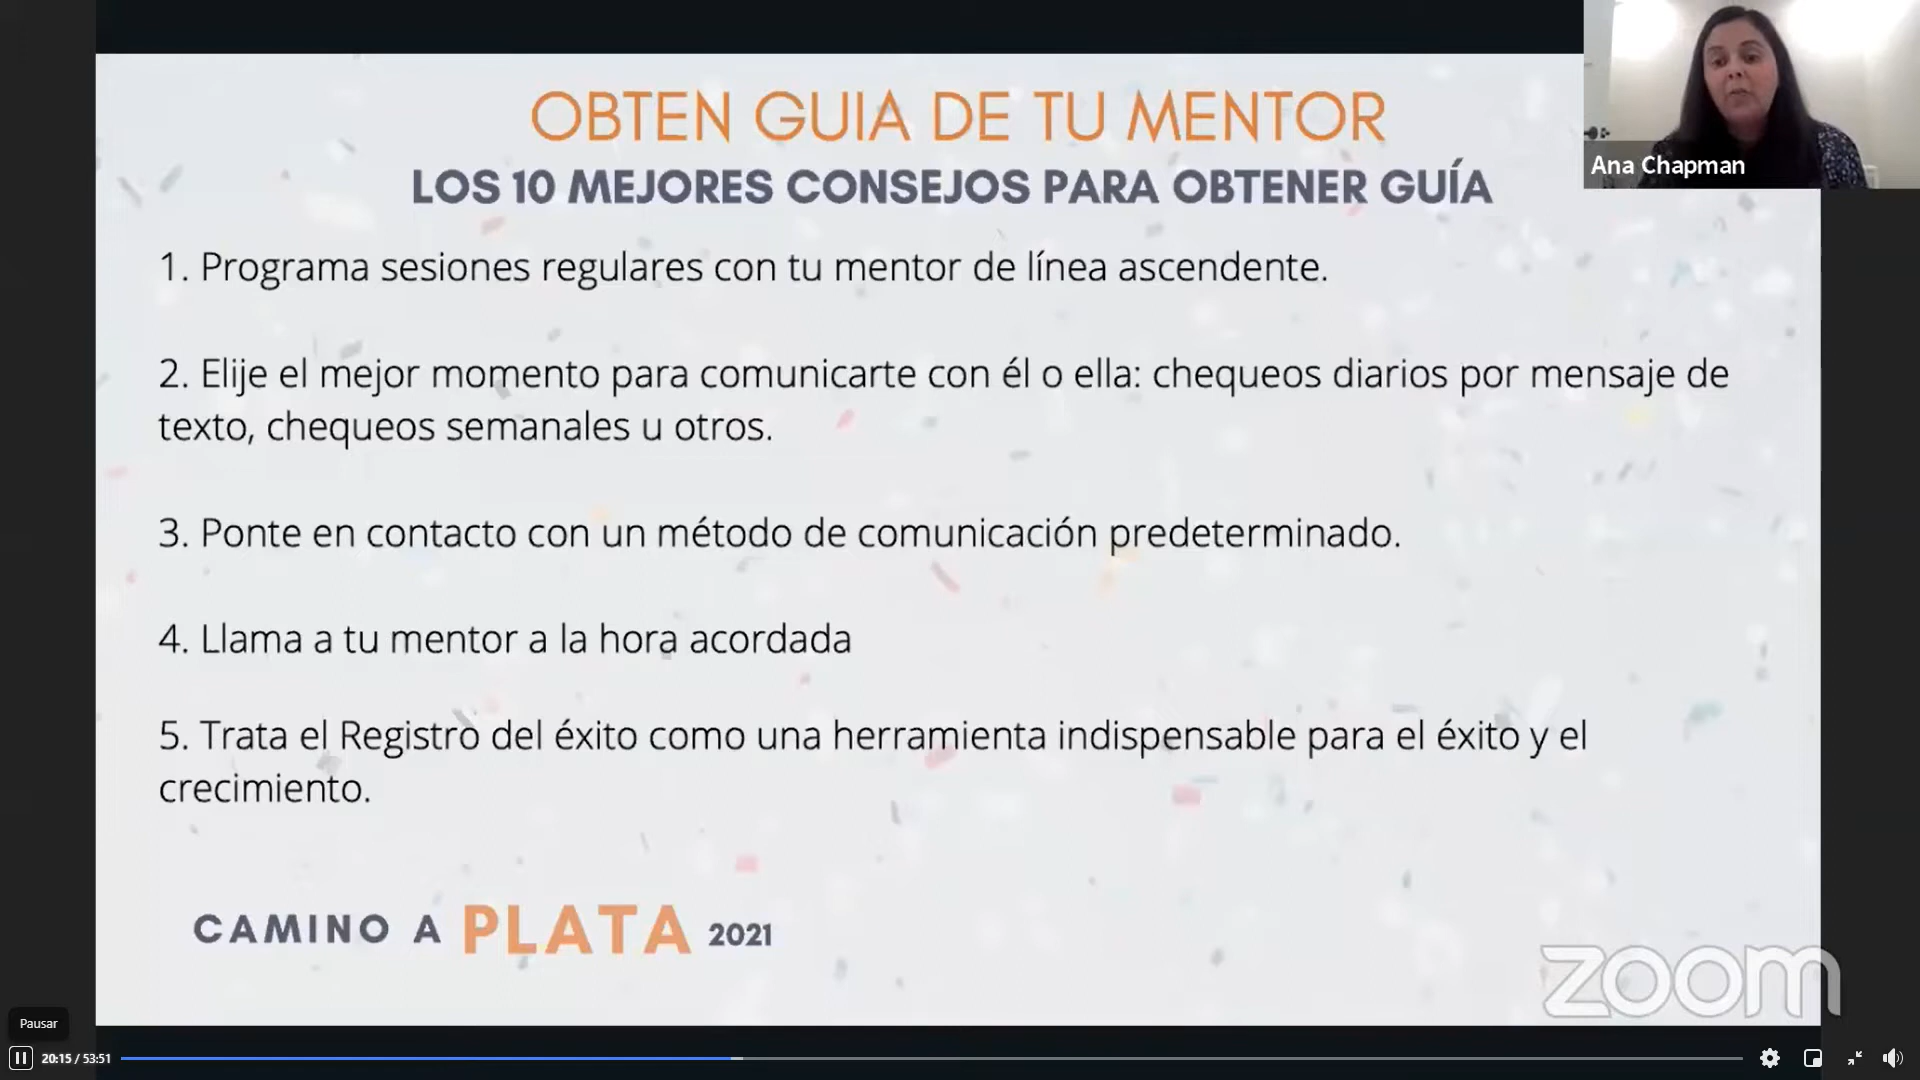 OBTEN GUIA DE TU MENTOR
LOS 10 MEJORES CONSEJOS PARA OBTENER GUÍA
Ana Chapman
1. Programa sesiones regulares con tu mentor de línea ascendente.
2. Elije el mejor momento para comunicarte con él o ella: chequeos diarios por mensaje de
texto, chequeos semanales u otros.
3. Ponte en contacto con un método de comunicación predeterminado.
4. Llama a tu mentor a la hora acordada
5. Trata el Registro del éxito como una herramienta indispensable para el éxito y el
crecimiento.
CAMINO A PLATA 2021
zoom
Pausar
20:15 / 53:51